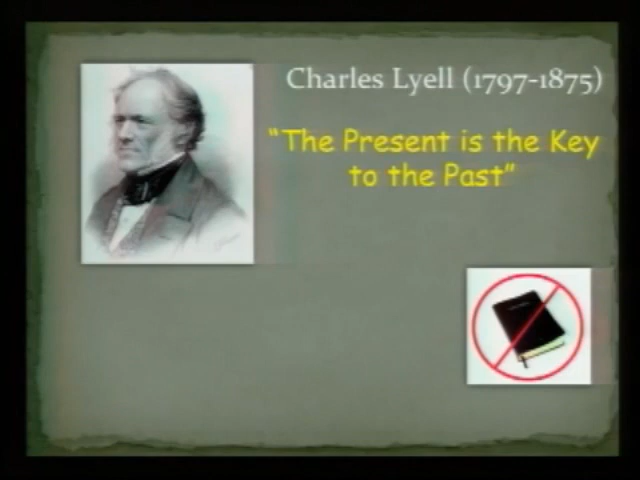 Charles Lyell (1797-1875)
“The Present is the Key
to the Past”